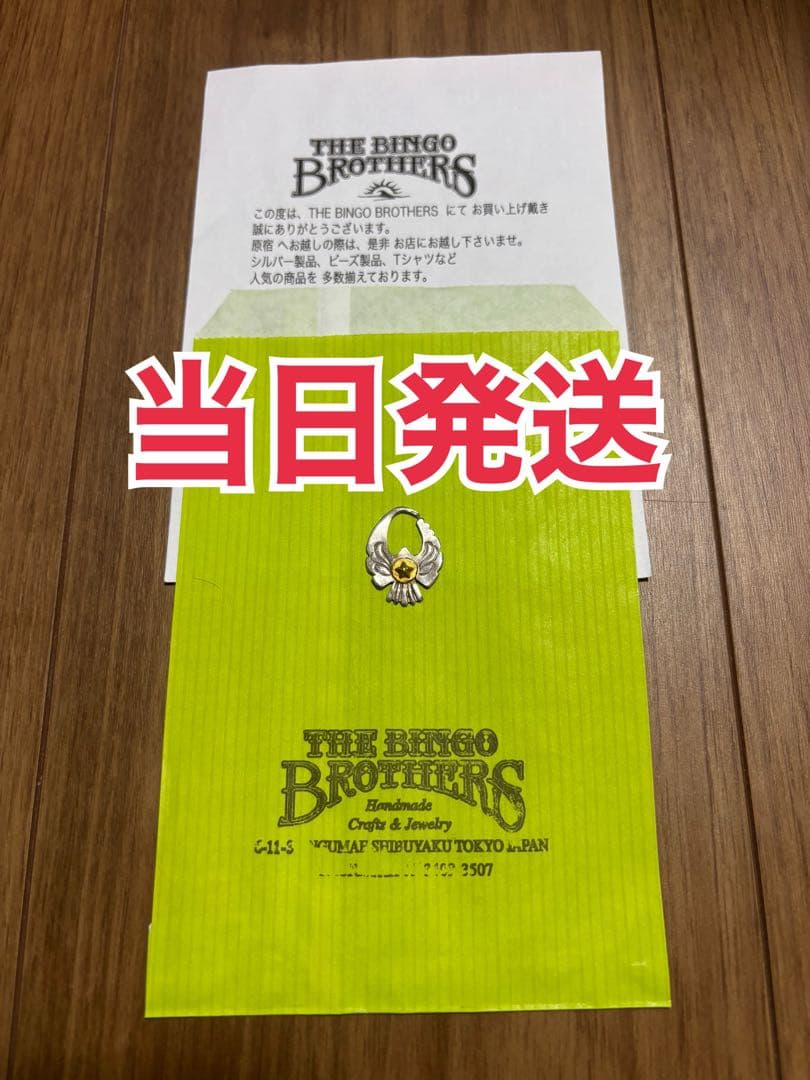 THE BINGO
BROTHERS
この度は、THE BINGO BROTHERS にて お買い上げ戴き
誠にありがとうございます。
原宿 へお越しの際は、是非 お店にお越し下さいませ。
シルバー製品、ビーズ製品、Tシャツなど
人気の商品を 多数揃えております。
当日発送
THE BINGO
BROTHERS
Handmade
Crafts & Jewelry
SHIBUYAKU TOKYO JAPAN
3507